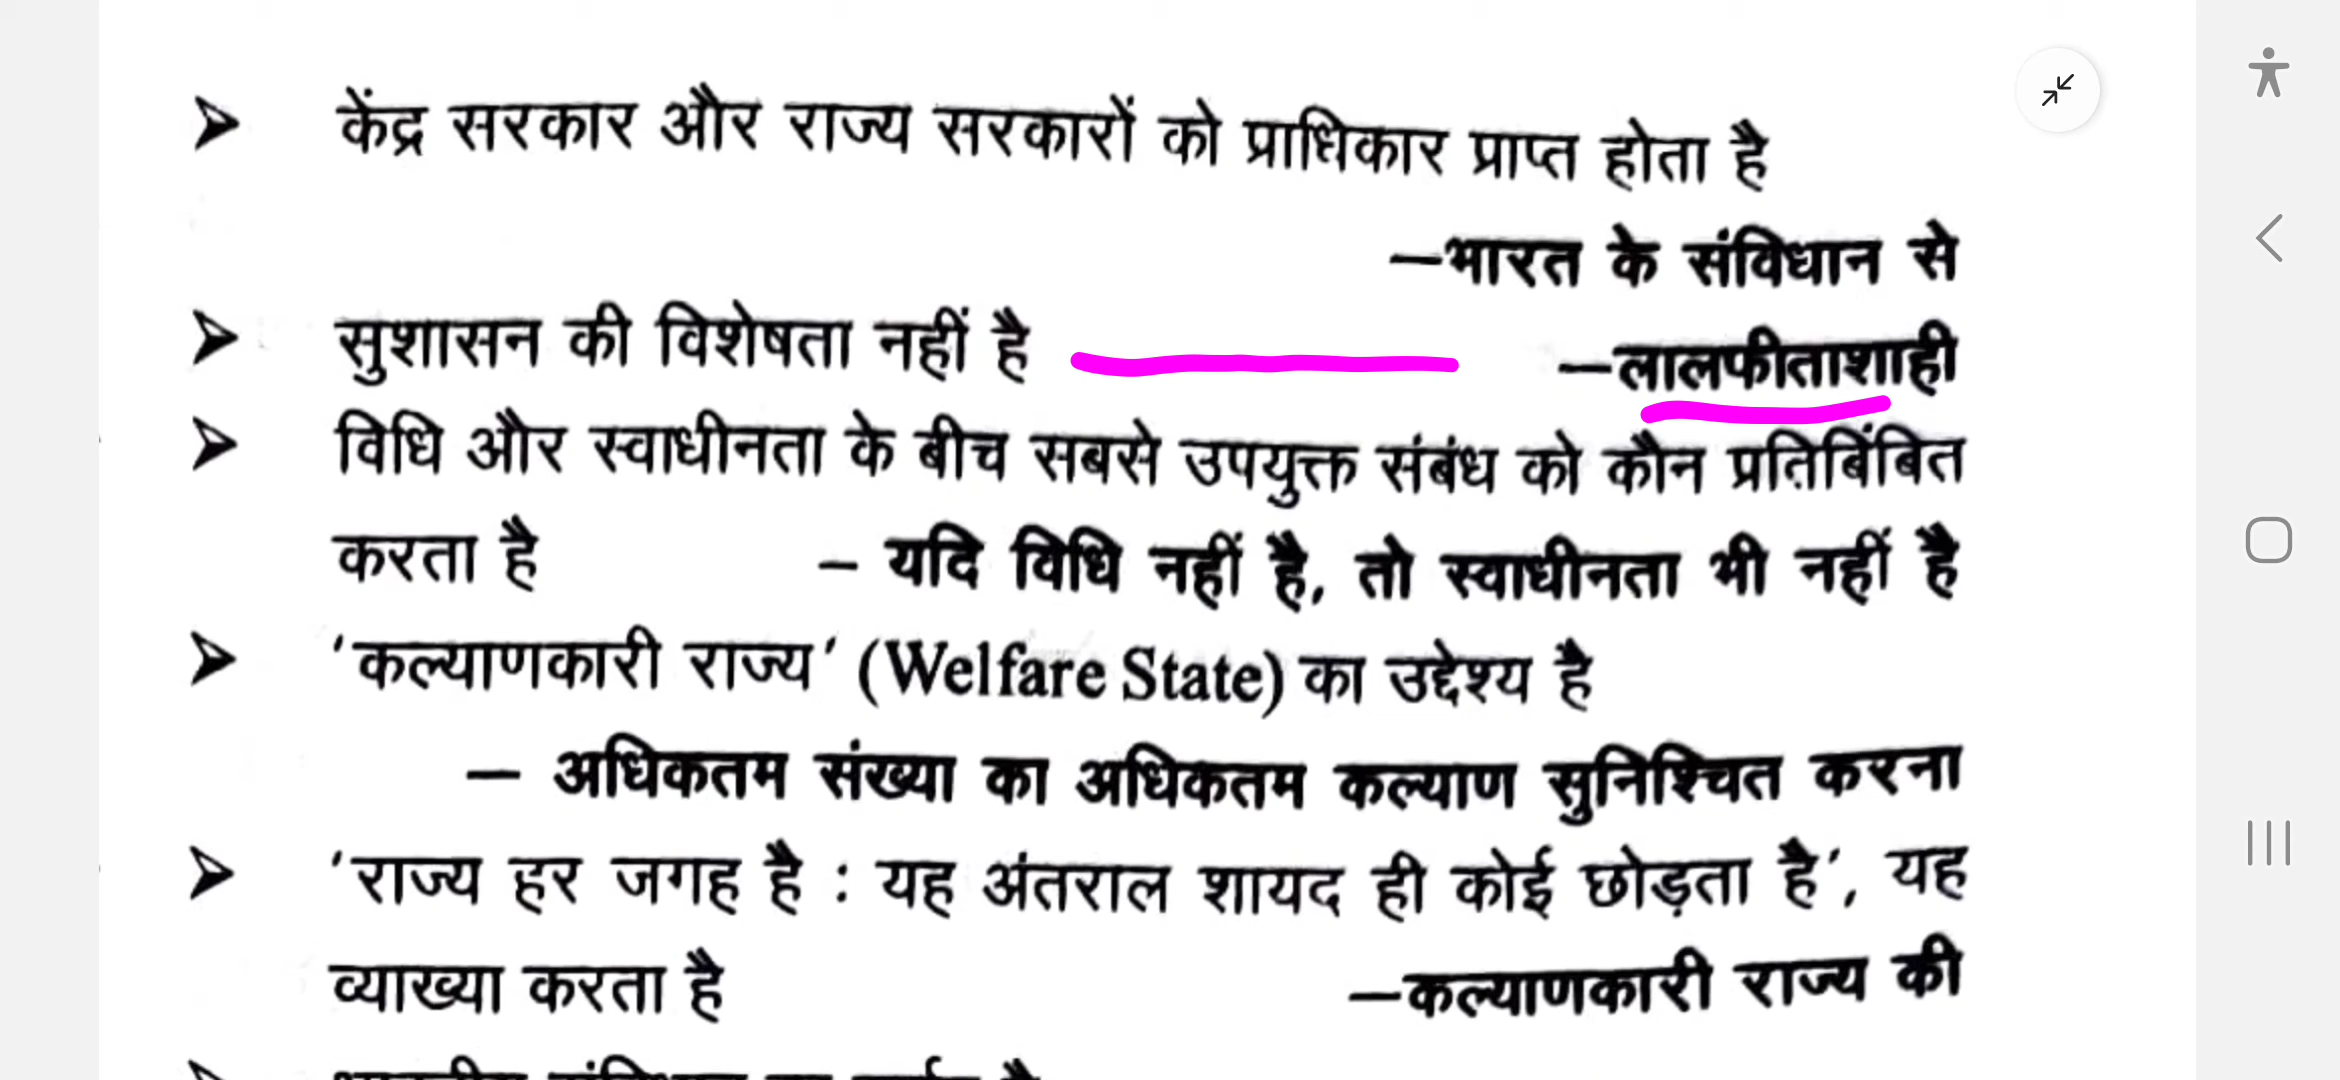 ➢ केंद्र सरकार और राज्य सरकारों को प्राधिकार प्राप्त होता है
—भारत के संविधान से
➢ सुशासन की विशेषता नहीं है —लालफीताशाही
➢ विधि और स्वाधीनता के बीच सबसे उपयुक्त संबंध को कौन प्रतिबिंबित
करता है – यदि विधि नहीं है, तो स्वाधीनता भी नहीं है
➢ 'कल्याणकारी राज्य' (Welfare State) का उद्देश्य है
— अधिकतम संख्या का अधिकतम कल्याण सुनिश्चित करना
➢ 'राज्य हर जगह है : यह अंतराल शायद ही कोई छोड़ता है', यह
व्याख्या करता है —कल्याणकारी राज्य की